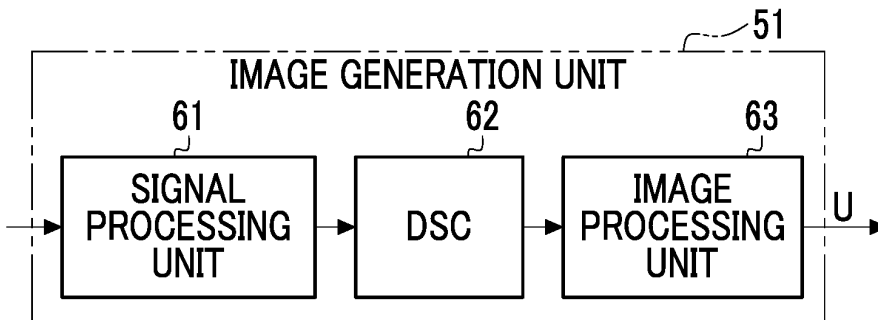 51
IMAGE GENERATION UNIT
61
62
63
SIGNAL
PROCESSING
UNIT
DSC
IMAGE
PROCESSING
UNIT
U